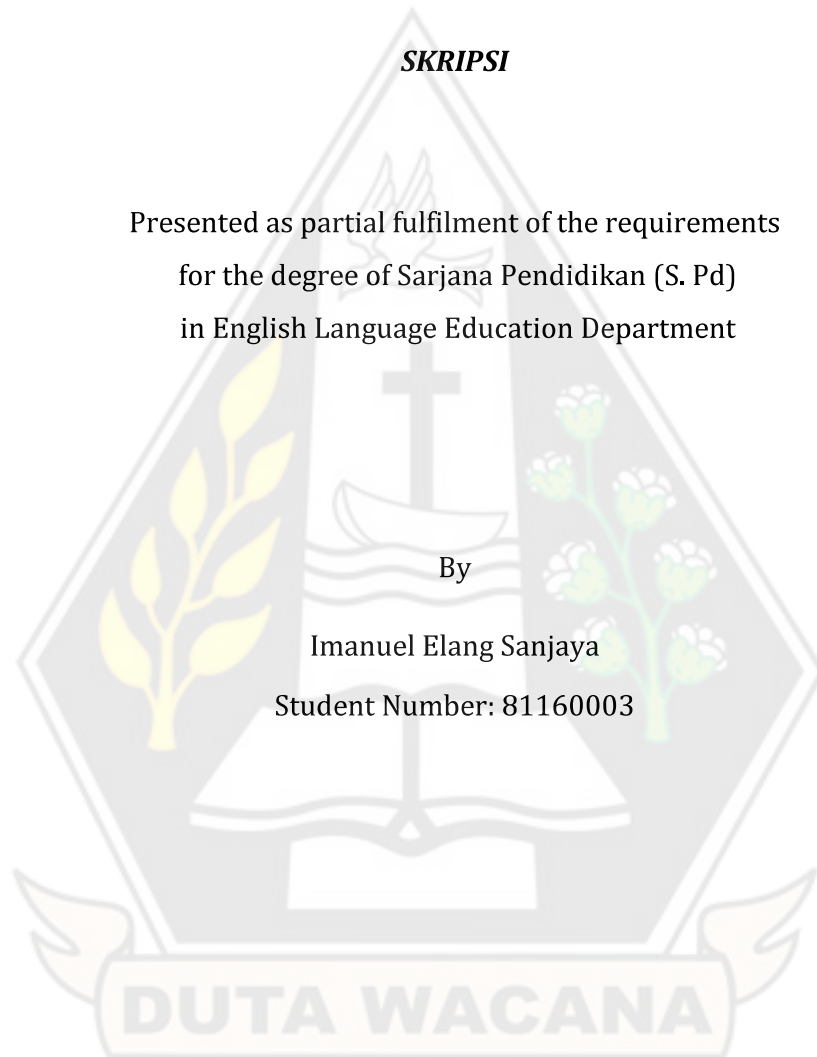 SKRIPSI
Presented as partial fulfilment of the requirements
for the degree of Sarjana Pendidikan (S. Pd)
in English Language Education Department
By
Imanuel Elang Sanjaya
Student Number: 81160003
DUTA WACANA